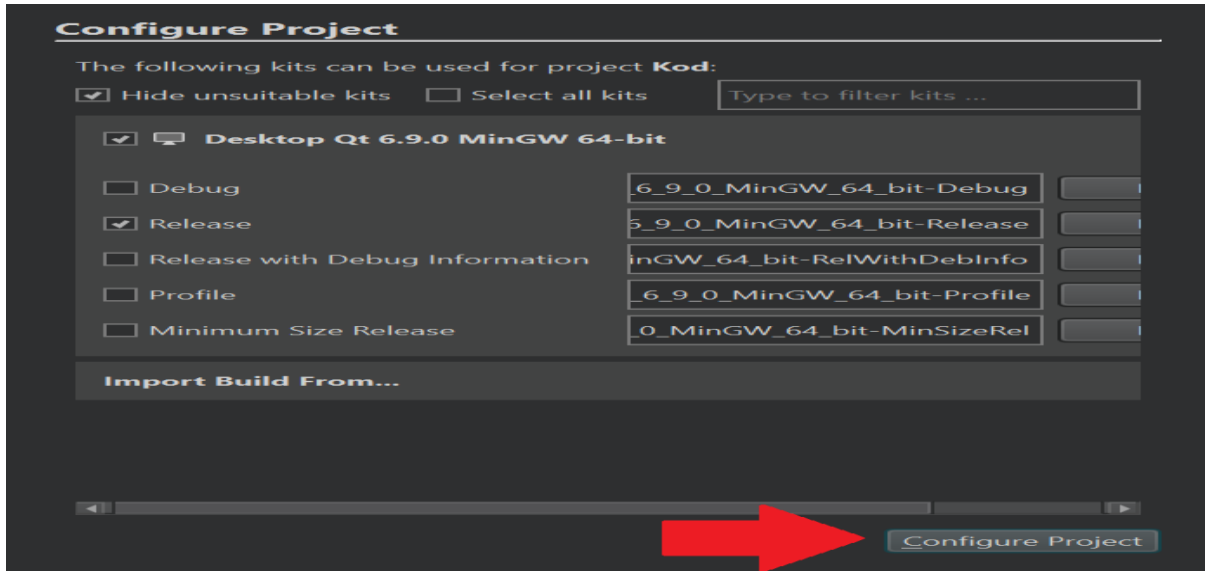 Configure Project
The following kits can be used for project Kod:
Hide unsuitable kits Select all kits Type to filter kits ...
Desktop Qt 6.9.0 MinGW 64-bit
Debug _6_9_0_MinGW_64_bit-Debug
Release 6_9_0_MinGW_64_bit-Release
Release with Debug Information inGW_64_bit-RelWithDebInfo
Profile _6_9_0_MinGW_64_bit-Profile
Minimum Size Release _0_MinGW_64_bit-MinSizeRel
Import Build From...
Configure Project